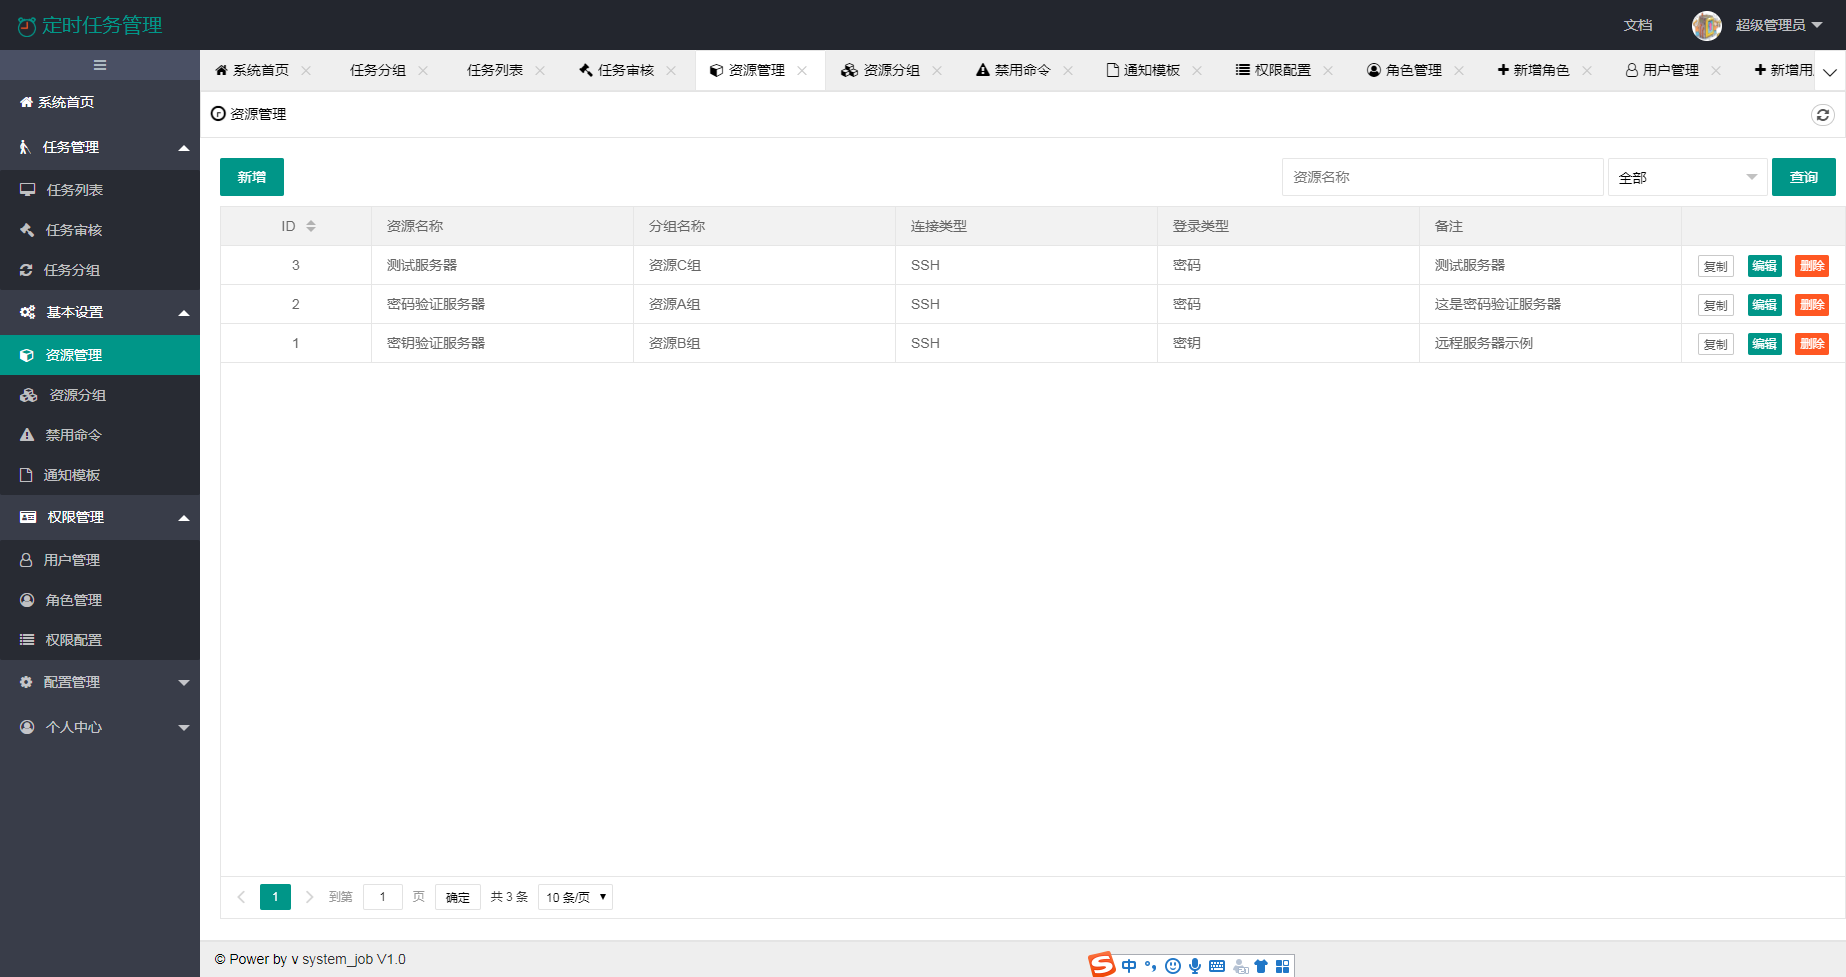 定时任务管理
文档
超级管理员
系统首页
任务管理
任务列表
任务审核
任务分组
基本设置
资源管理
资源分组
禁用命令
通知模板
权限管理
用户管理
角色管理
权限配置
配置管理
个人中心
系统首页 任务分组 任务列表 任务审核 资源管理 资源分组 禁用命令 通知模板 权限配置 角色管理 新增角色 用户管理 新增用
资源管理
新增
资源名称
全部
查询
ID 资源名称 分组名称 连接类型 登录类型 备注
3 测试服务器 资源C组 SSH 密码 测试服务器 复制 编辑 删除
2 密码验证服务器 资源A组 SSH 密码 这是密码验证服务器 复制 编辑 删除
1 密钥验证服务器 资源B组 SSH 密钥 远程服务器示例 复制 编辑 删除
1 到第 1 页 确定 共 3 条 10 条/页
© Power by v system_job V1.0
中